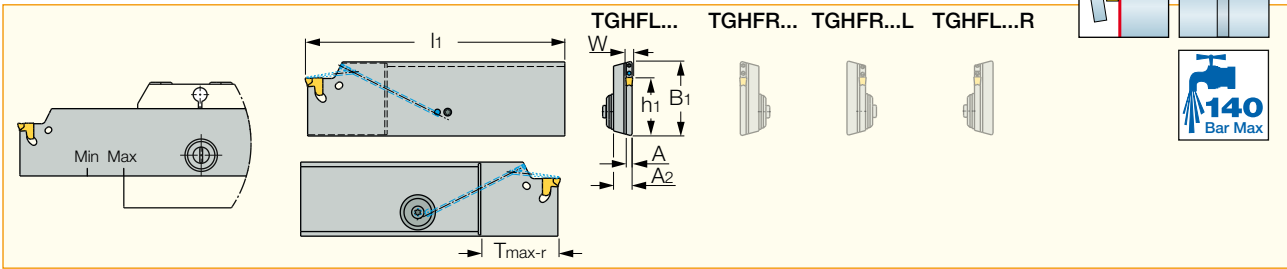 TGHFL... TGHFR... TGHFR...L TGHFL...R
l1
W
h1
B1
A
A2
Min Max
Tmax-r
140
Bar Max